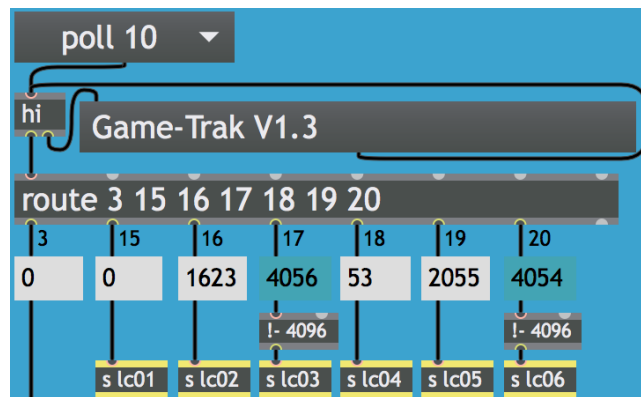 poll 10
hi
Game-Trak V1.3
route 3 15 16 17 18 19 20
3 15 16 17 18 19 20
0 0 1623 4056 53 2055 4054
!- 4096 !- 4096
s lc01 s lc02 s lc03 s lc04 s lc05 s lc06